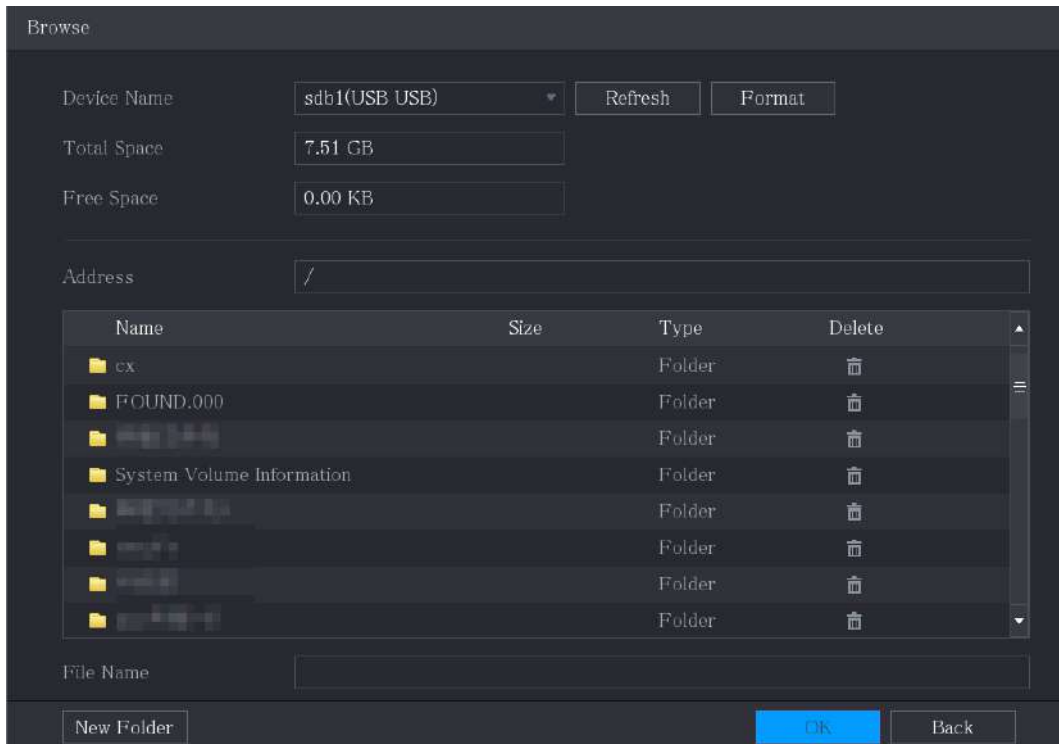 Browse
Device Name sdb1(USB USB) Refresh Format
Total Space 7.51 GB
Free Space 0.00 KB
Address /
Name Size Type Delete
cx Folder
FOUND.000 Folder
Folder
System Volume Information Folder
Folder
Folder
Folder
Folder
File Name
New Folder OK Back